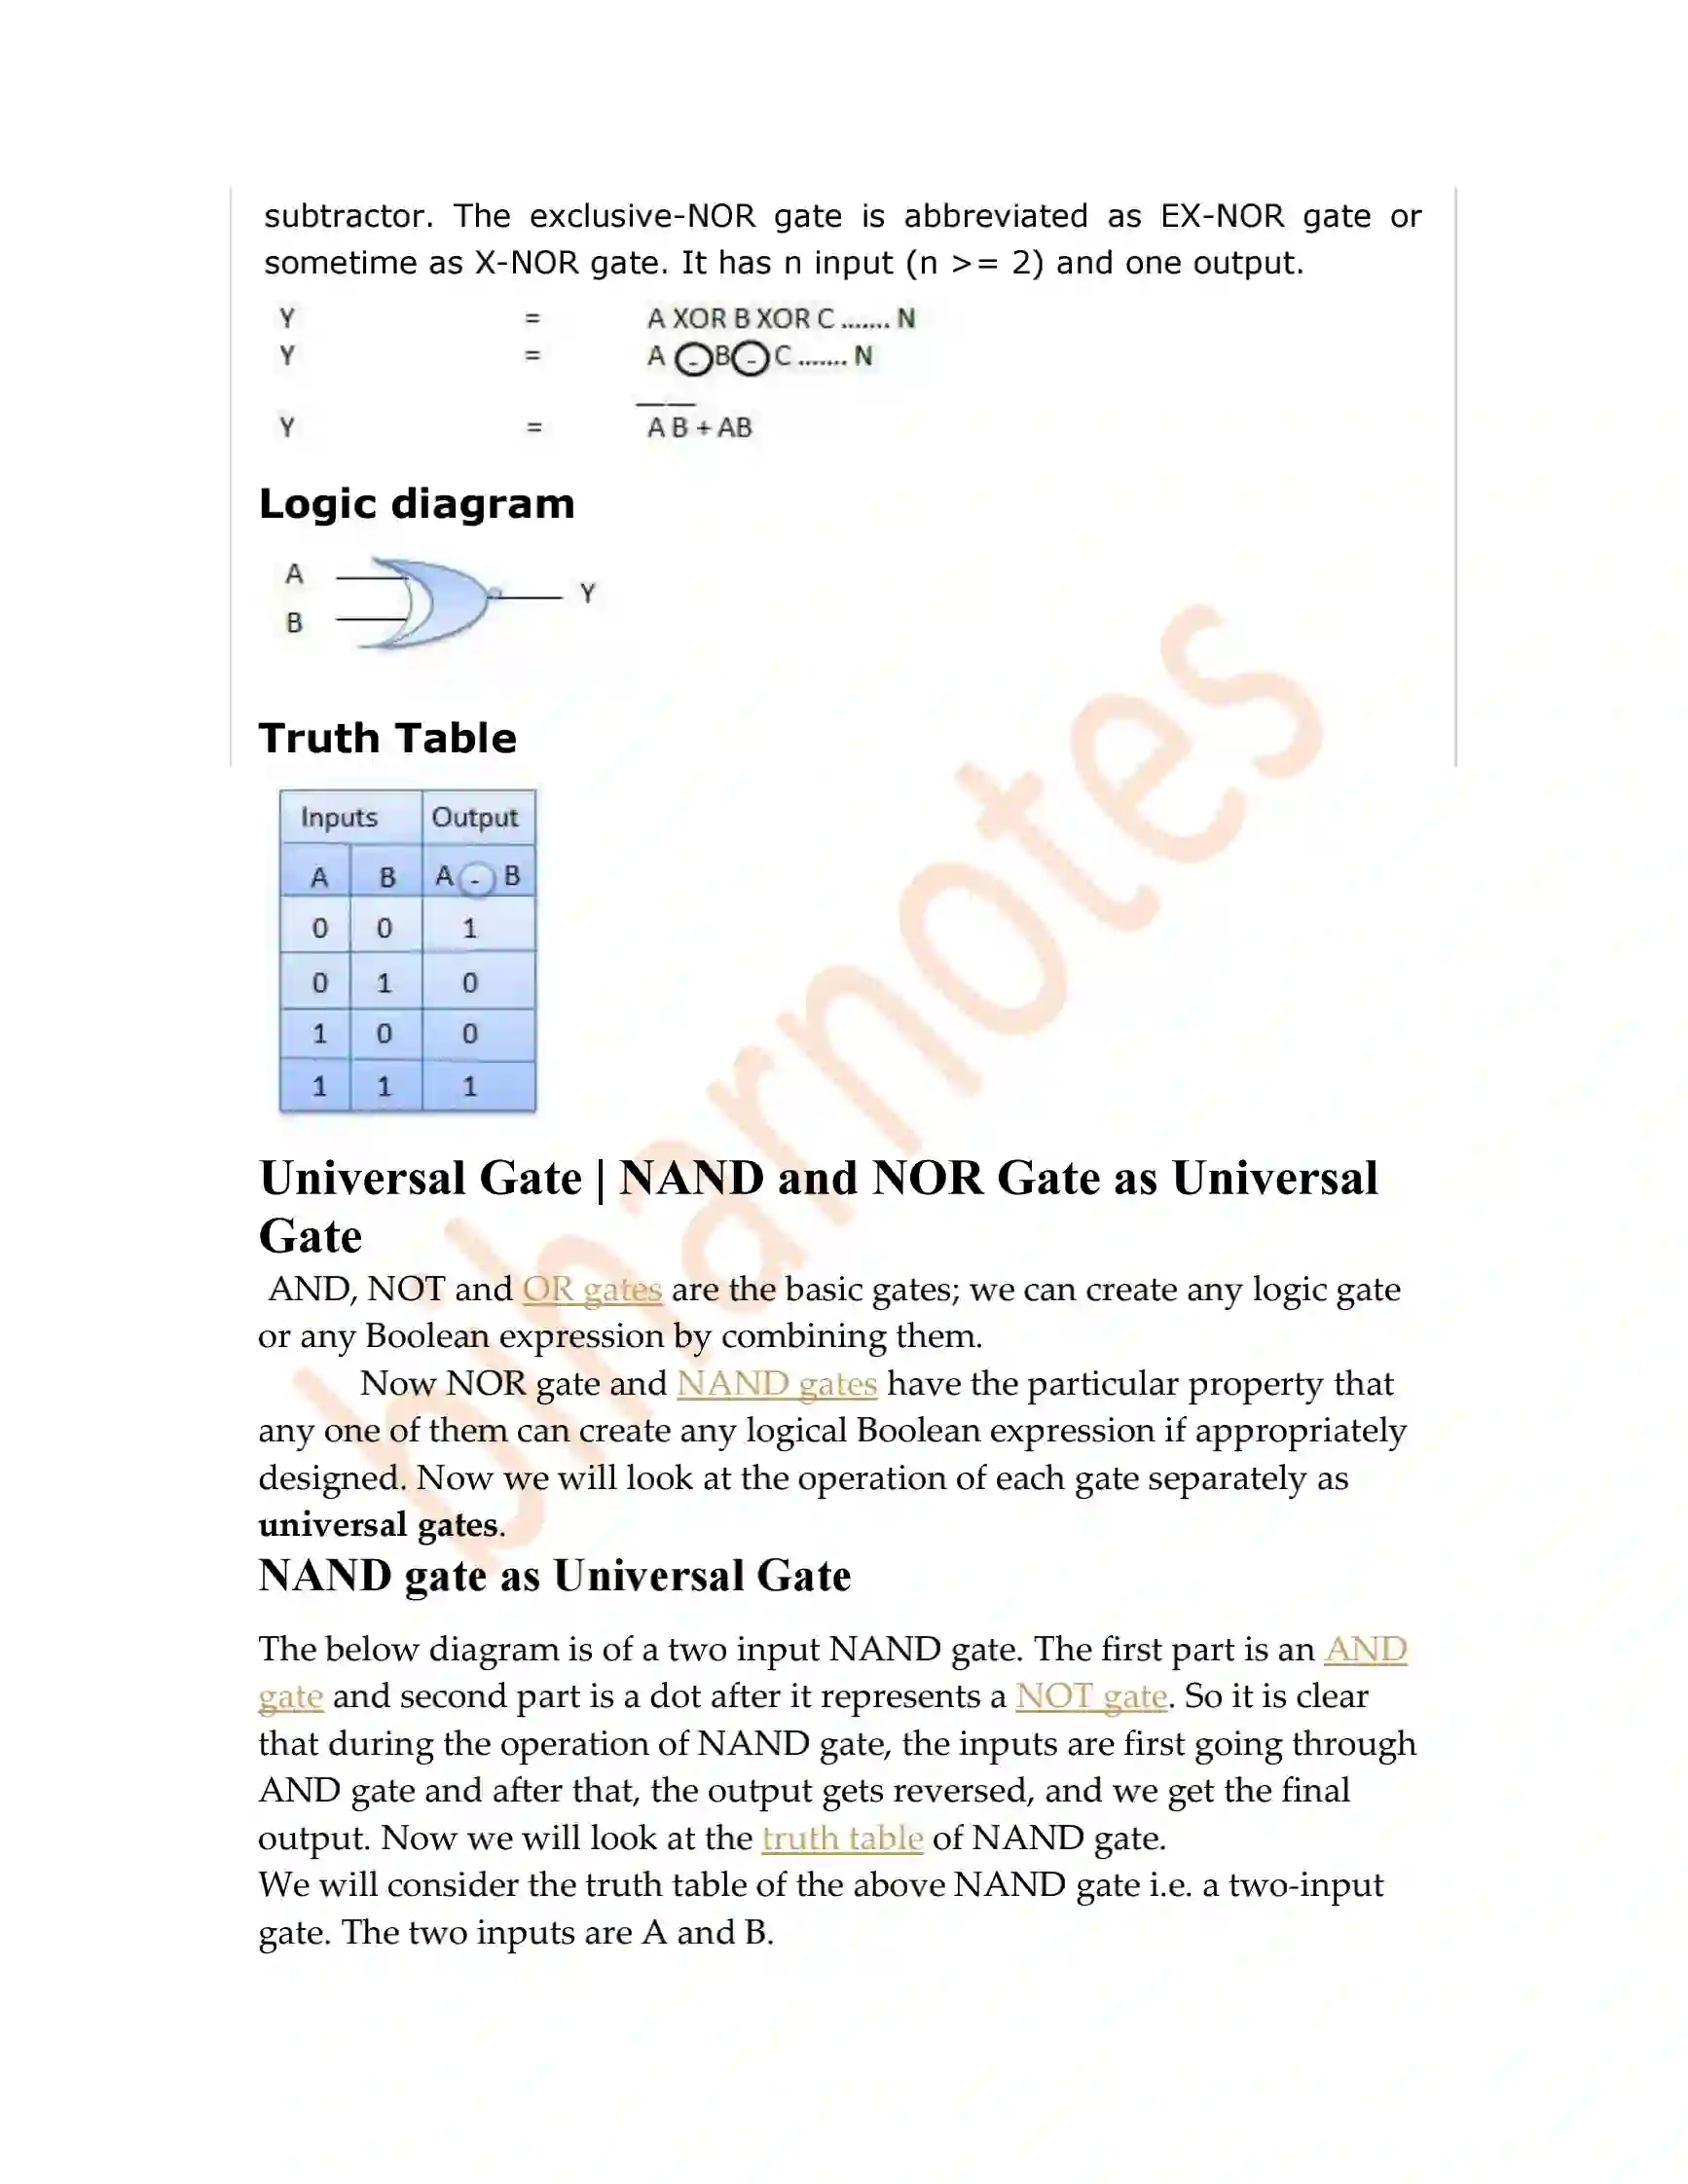 subtractor. The exclusive-NOR gate is abbreviated as EX-NOR gate or
sometime as X-NOR gate. It has n input (n >= 2) and one output.
Y = A XOR B XOR C ....... N
Y = A (-) B (-) C ....... N
Y = A̅ B̅ + AB
Logic diagram
A
B
Y
Truth Table
Inputs Output
A B A (-) B
0 0 1
0 1 0
1 0 0
1 1 1
Universal Gate | NAND and NOR Gate as Universal
Gate
AND, NOT and OR gates are the basic gates; we can create any logic gate
or any Boolean expression by combining them.
Now NOR gate and NAND gates have the particular property that
any one of them can create any logical Boolean expression if appropriately
designed. Now we will look at the operation of each gate separately as
universal gates.
NAND gate as Universal Gate
The below diagram is of a two input NAND gate. The first part is an AND
gate and second part is a dot after it represents a NOT gate. So it is clear
that during the operation of NAND gate, the inputs are first going through
AND gate and after that, the output gets reversed, and we get the final
output. Now we will look at the truth table of NAND gate.
We will consider the truth table of the above NAND gate i.e. a two-input
gate. The two inputs are A and B.
biharnotes